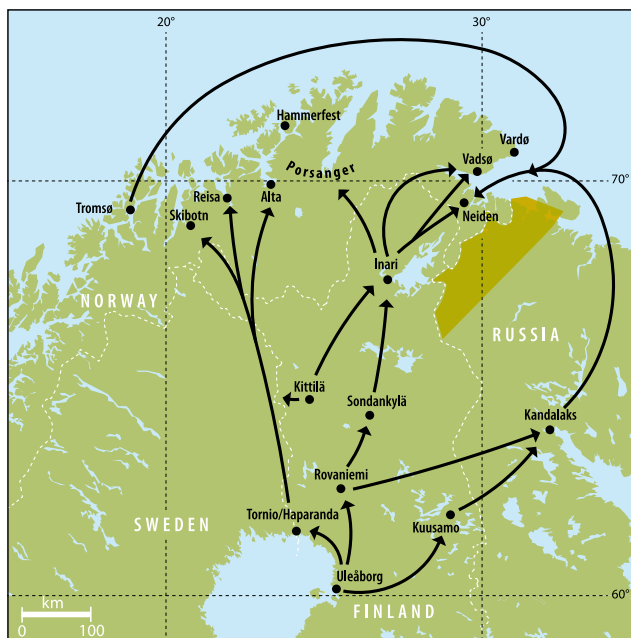 20°
30°
Hammerfest
Vardø
Vadsø
Porsanger
70°
Reisa
Alta
Tromsø
Skibotn
Neiden
Inari
NORWAY
RUSSIA
Kittilä
Sondankylä
Kandalaks
Rovaniemi
Tornio/Haparanda
SWEDEN
Kuusamo
Uleåborg
60°
km
FINLAND
0
100